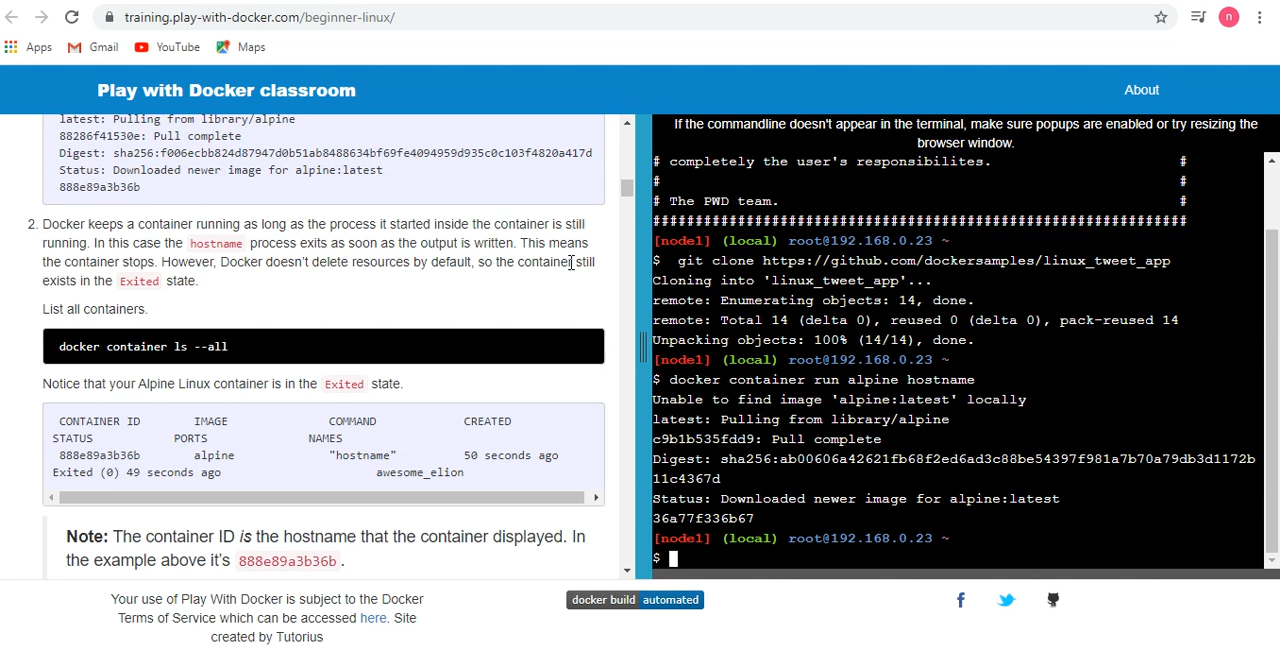 training.play-with-docker.com/beginner-linux/
n
Apps Gmail YouTube Maps
Play with Docker classroom
About
latest: Pulling from library/alpine
88286f41530e: Pull complete
Digest: sha256:f006ecbb824d87947d0b51ab8488634bf69fe4094959d935c0c103f4820a417d
Status: Downloaded newer image for alpine:latest
888e89a3b36b
2. Docker keeps a container running as long as the process it started inside the container is still
running. In this case the hostname process exits as soon as the output is written. This means
the container stops. However, Docker doesn't delete resources by default, so the container still
exists in the Exited state.
List all containers.
docker container ls --all
Notice that your Alpine Linux container is in the Exited state.
CONTAINER ID IMAGE COMMAND CREATED
STATUS PORTS NAMES
888e89a3b36b alpine "hostname" 50 seconds ago
Exited (0) 49 seconds ago awesome_elion
Note: The container ID is the hostname that the container displayed. In
the example above it's 888e89a3b36b.
If the commandline doesn't appear in the terminal, make sure popups are enabled or try resizing the
browser window.
# completely the user's responsibilites. #
# #
# The PWD team. #
###############################################################
[node1] (local) root@192.168.0.23 ~
$ git clone https://github.com/dockersamples/linux_tweet_app
Cloning into 'linux_tweet_app'...
remote: Enumerating objects: 14, done.
remote: Total 14 (delta 0), reused 0 (delta 0), pack-reused 14
Unpacking objects: 100% (14/14), done.
[node1] (local) root@192.168.0.23 ~
$ docker container run alpine hostname
Unable to find image 'alpine:latest' locally
latest: Pulling from library/alpine
c9b1b535fdd9: Pull complete
Digest: sha256:ab00606a42621fb68f2ed6ad3c88be54397f981a7b70a79db3d1172b
11c4367d
Status: Downloaded newer image for alpine:latest
36a77f336b67
[node1] (local) root@192.168.0.23 ~
$
Your use of Play With Docker is subject to the Docker
Terms of Service which can be accessed here. Site
created by Tutorius
docker build automated